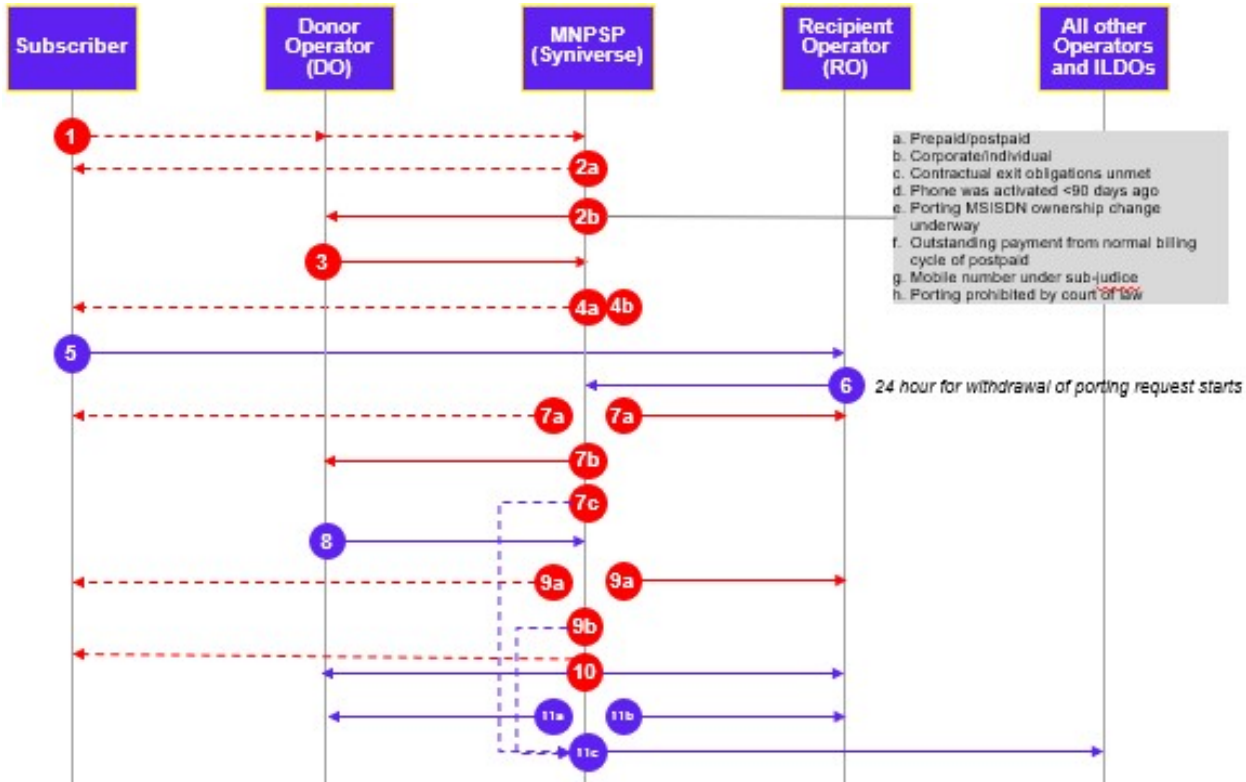 Subscriber
Donor
Operator
(DO)
MNPSP
(Syniverse)
Recipient
Operator
(RO)
All other
Operators
and ILDOs
1
a. Prepaid/postpaid
b. Corporate/individual
c. Contractual exit obligations unmet
d. Phone was activated <90 days ago
e. Porting MSISDN ownership change
underway
f. Outstanding payment from normal billing
cycle of postpaid
g. Mobile number under sub-judice
h. Porting prohibited by court of law
2a
2b
3
4a 4b
5
6 24 hour for withdrawal of porting request starts
7a 7a
7b
7c
8
9a 9a
9b
10
11a 11b
11c